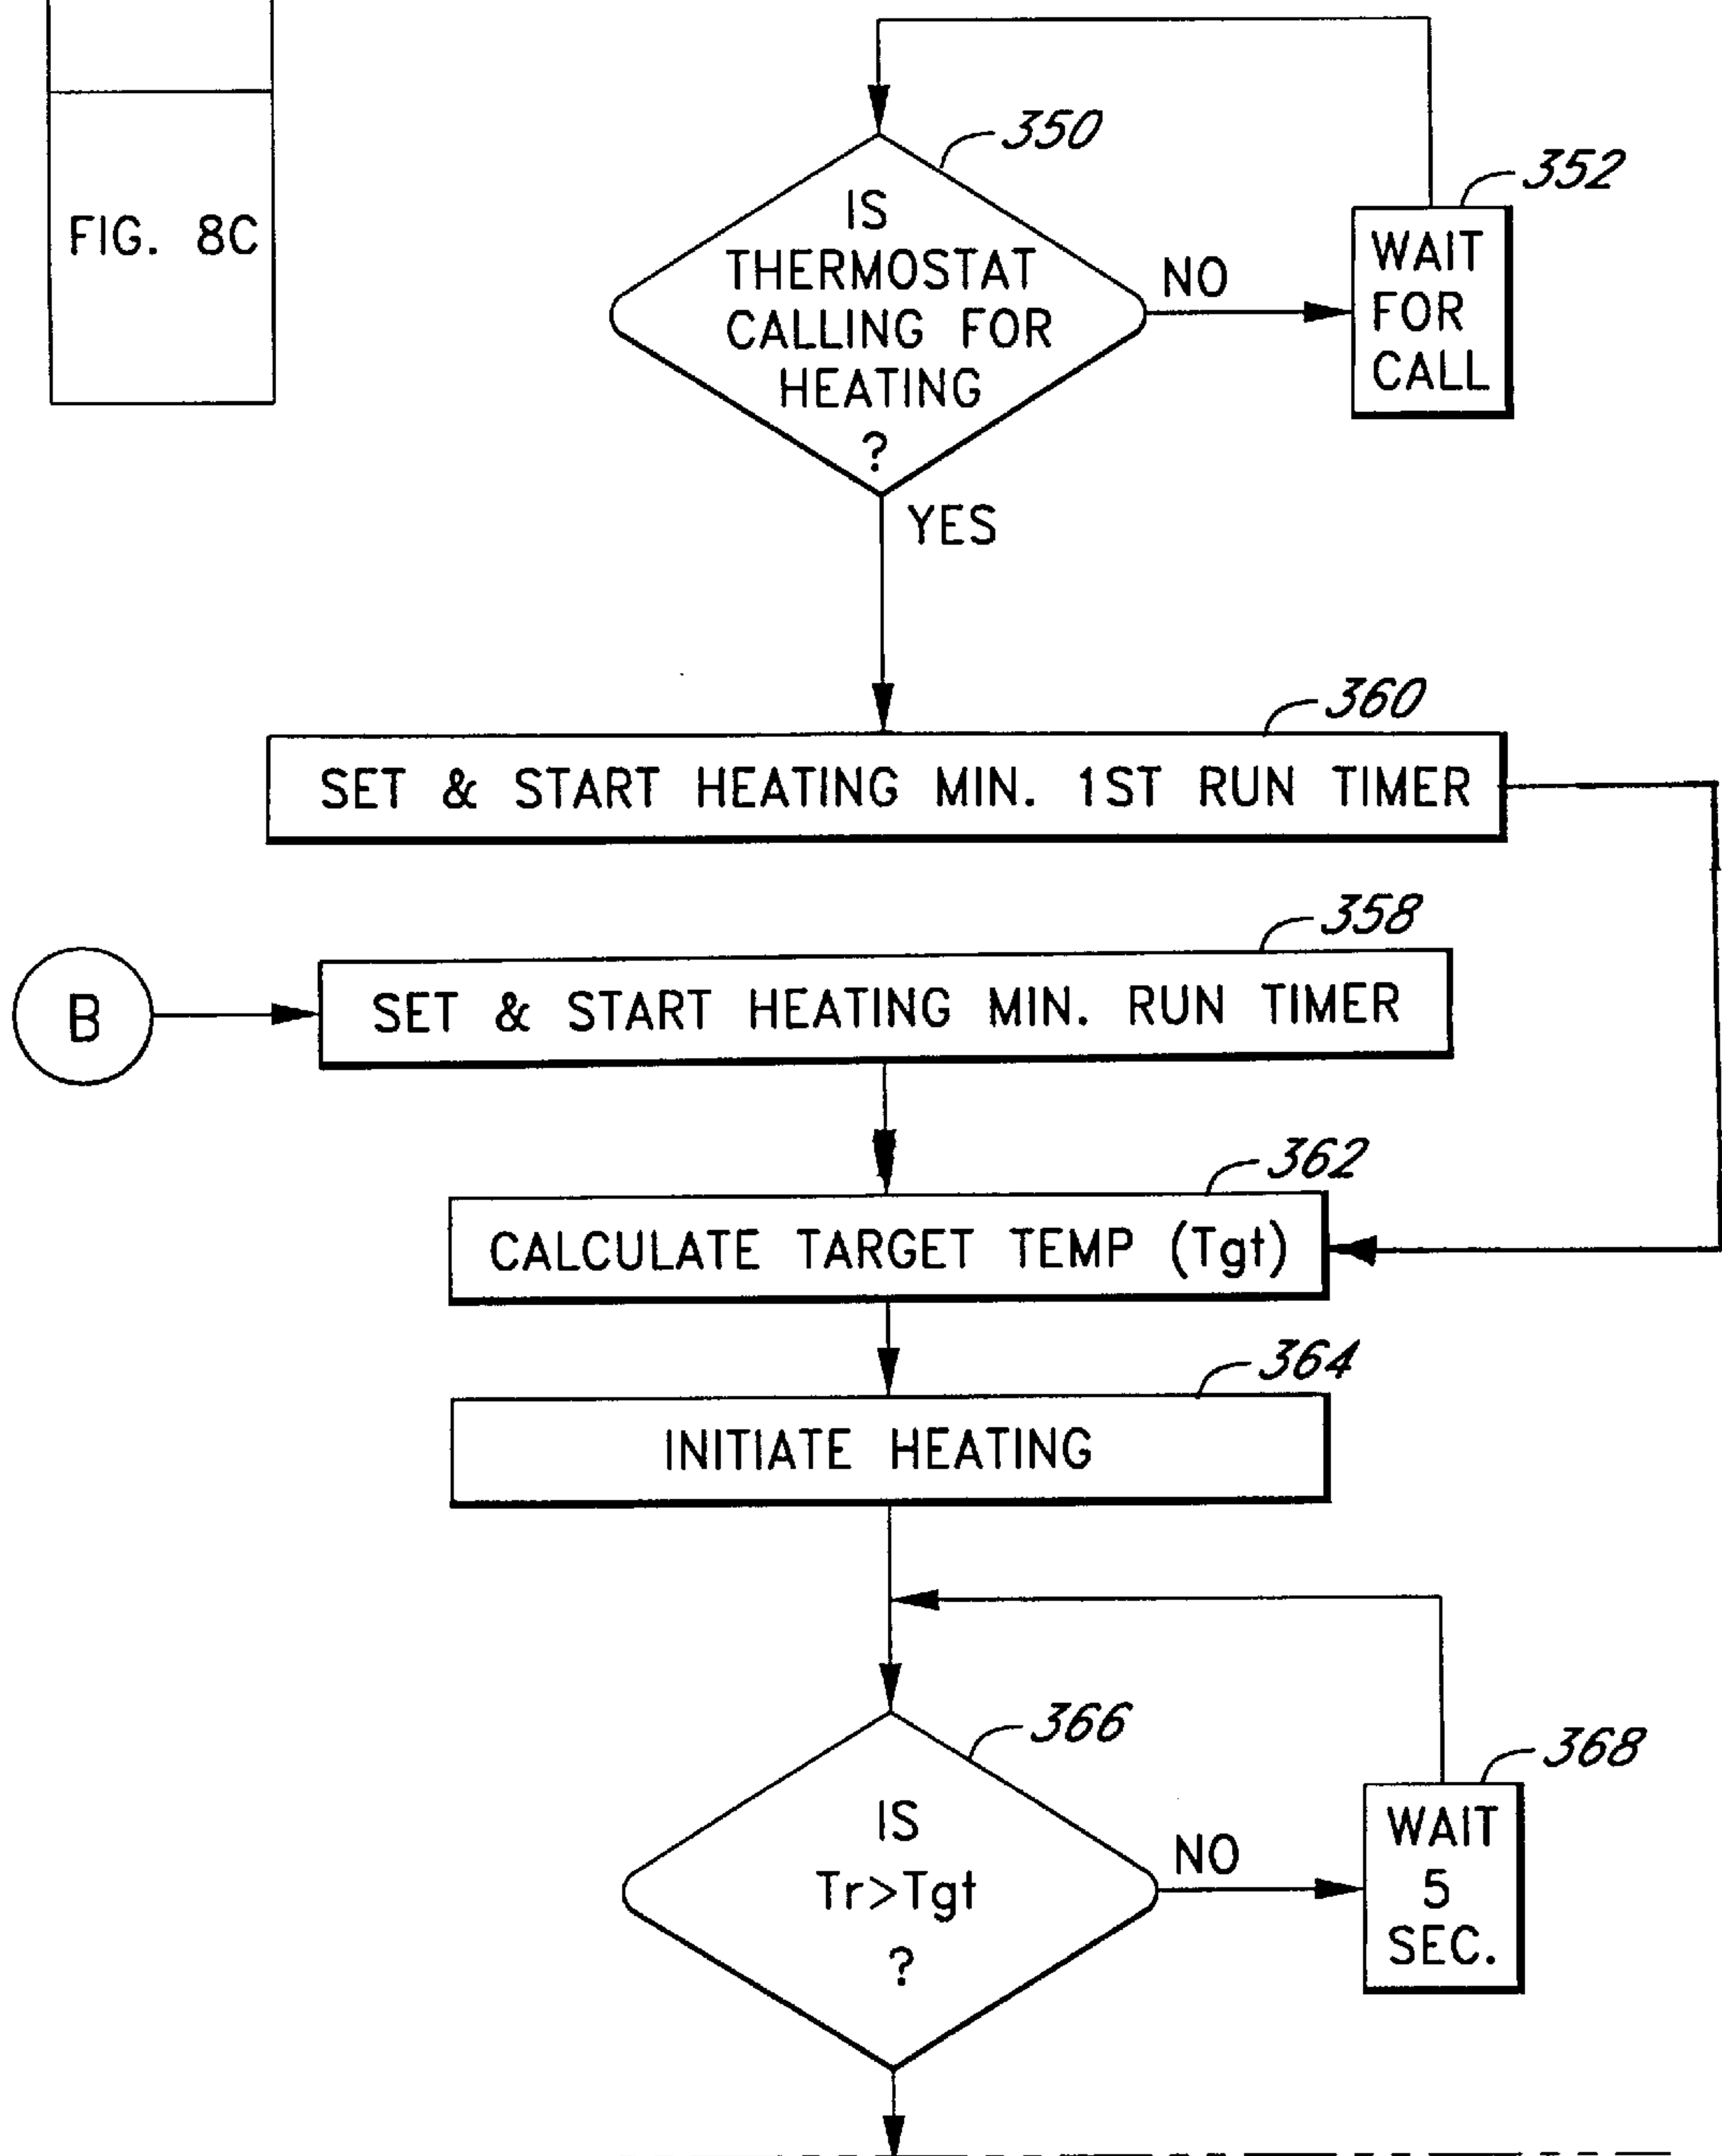 FIG. 8C
350
IS
THERMOSTAT
CALLING FOR
HEATING
?
NO
352
WAIT
FOR
CALL
YES
360
SET & START HEATING MIN. 1ST RUN TIMER
358
B
SET & START HEATING MIN. RUN TIMER
362
CALCULATE TARGET TEMP (Tgt)
364
INITIATE HEATING
366
IS
Tr>Tgt
?
NO
368
WAIT
5
SEC.